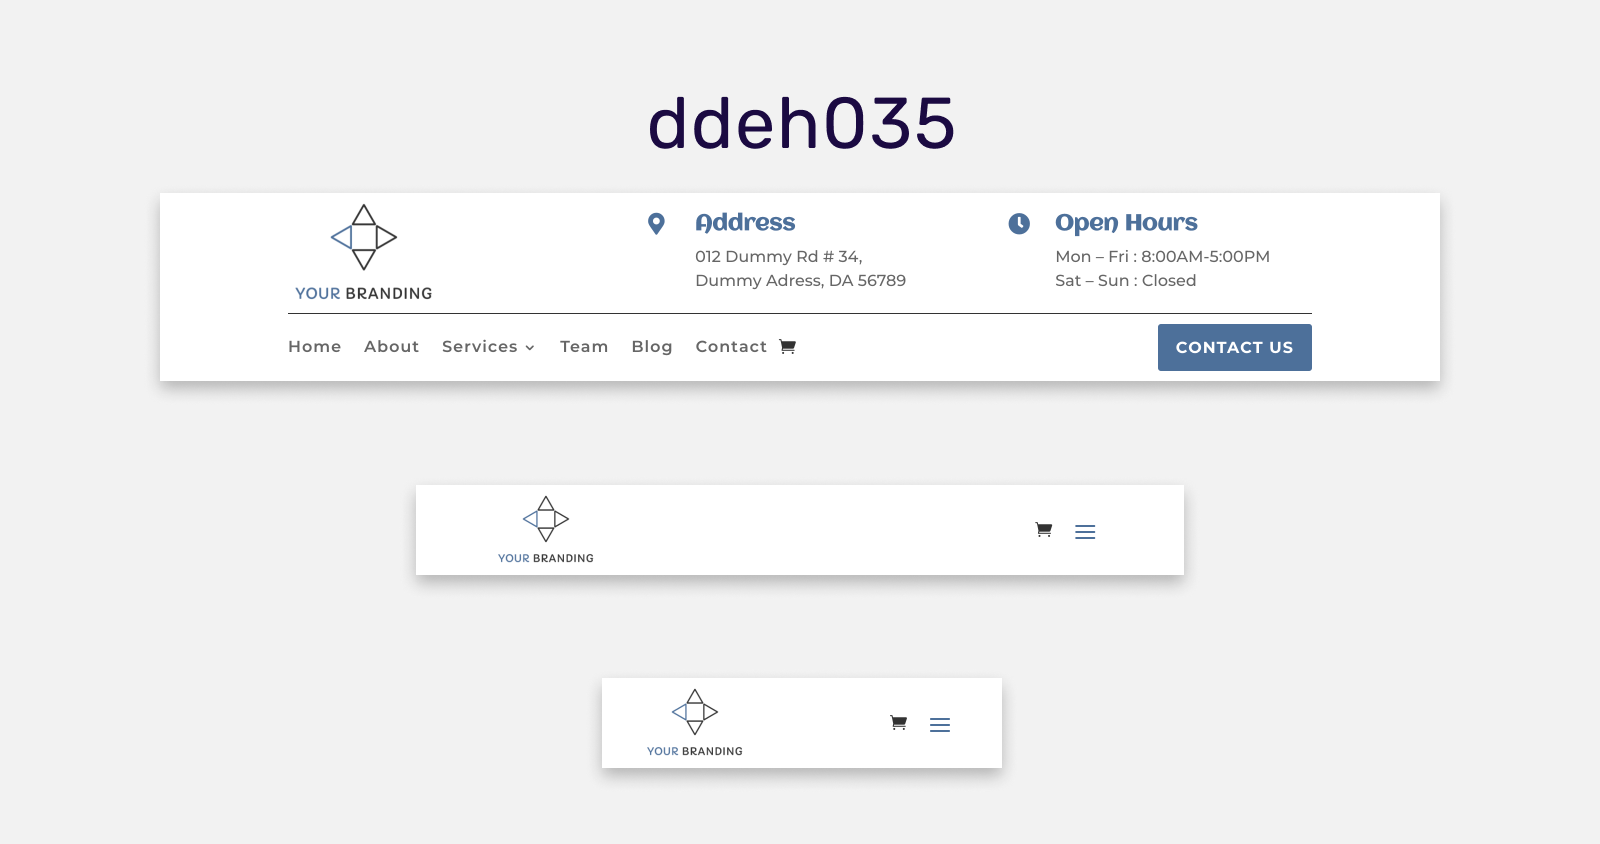 ddeh035
YOUR BRANDING
Address
012 Dummy Rd # 34,
Dummy Adress, DA 56789
Open Hours
Mon – Fri : 8:00AM-5:00PM
Sat – Sun : Closed
Home About Services Team Blog Contact
CONTACT US
YOUR BRANDING
YOUR BRANDING